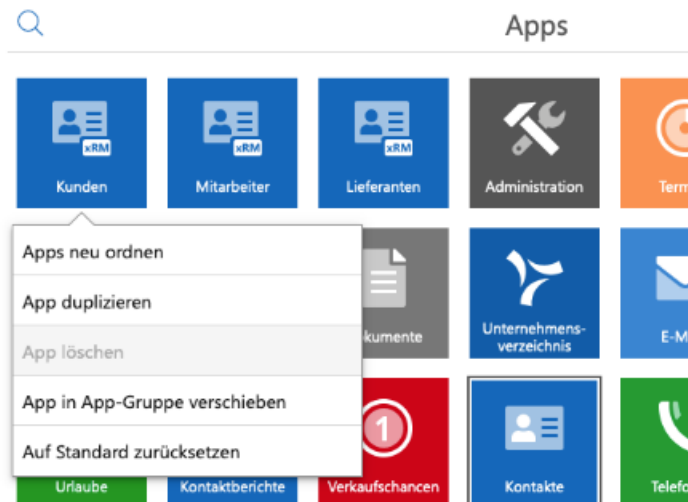 Apps
xRM
xRM
xRM
Kunden
Mitarbeiter
Lieferanten
Administration
Apps neu ordnen
App duplizieren
App löschen
App in App-Gruppe verschieben
Auf Standard zurücksetzen
Unternehmens-
verzeichnis
1
Urlaube
Kontaktberichte
Verkaufschancen
Kontakte